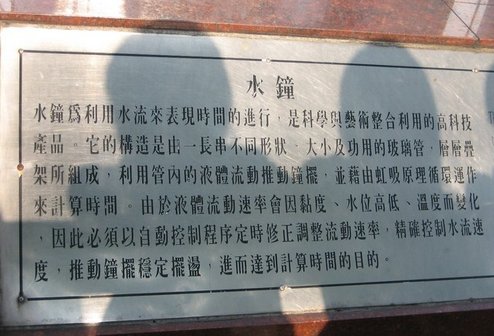 水鐘
水鐘爲利用水流來表現時間的進行，是科學與藝術整合利用的高科技
產品。它的構造是由一長串不同形狀、大小及功用的玻璃管，層層疊
架所組成，利用管內的液體流動推動鐘擺，並藉由虹吸原理循環運作
來計算時間。由於液體流動速率會因黏度、水位高低、溫度而變化
，因此必須以自動控制程序定時修正調整流動速率，精確控制水流速
度，推動鐘擺穩定擺盪，進而達到計算時間的目的。